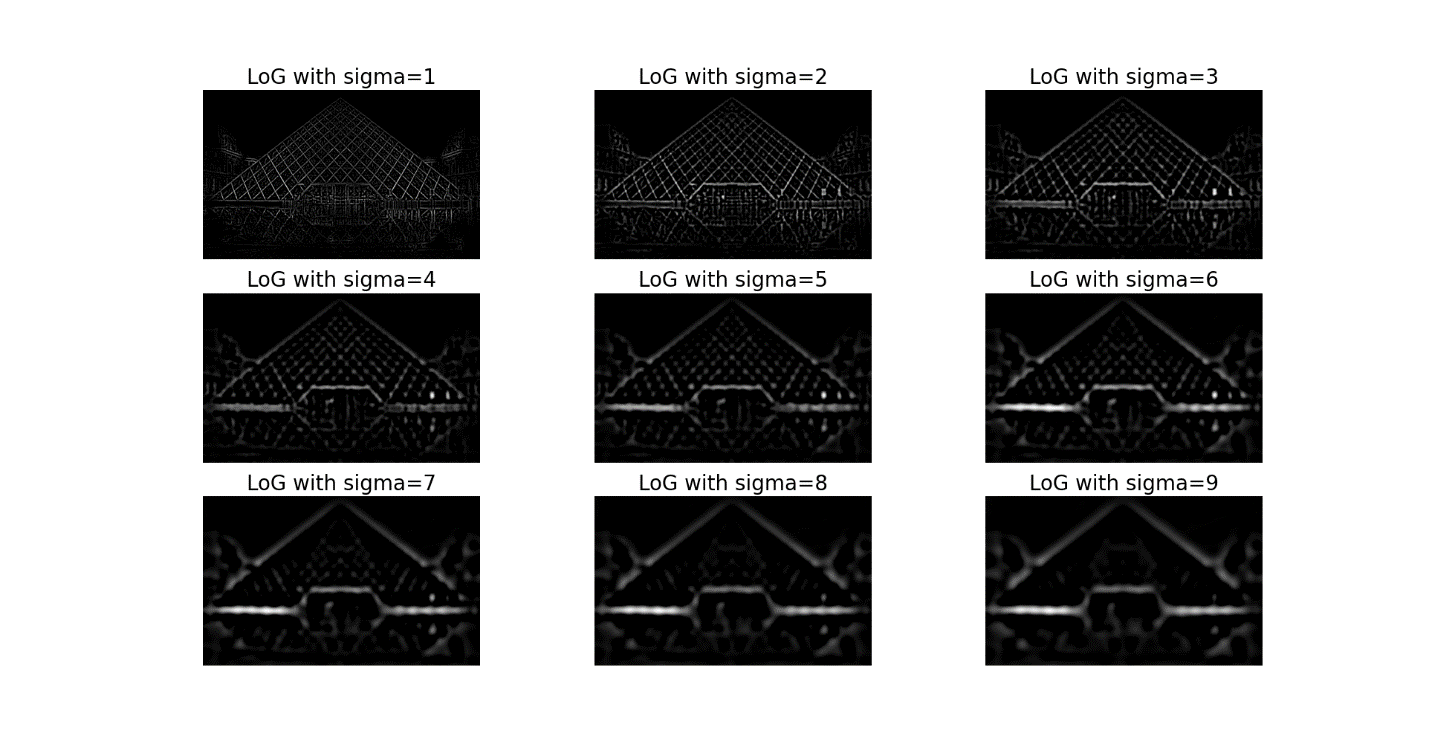 LoG with sigma=1
LoG with sigma=2
LoG with sigma=3
LoG with sigma=4
LoG with sigma=5
LoG with sigma=6
LoG with sigma=7
LoG with sigma=8
LoG with sigma=9